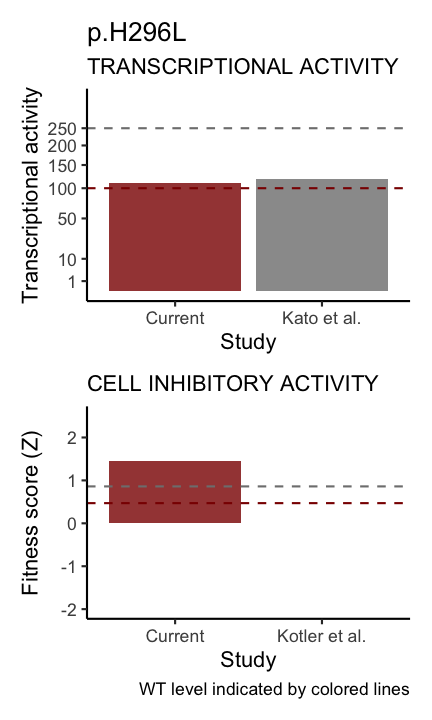 p.H296L
TRANSCRIPTIONAL ACTIVITY
Transcriptional activity
250
200
150
100
50
10
1
Current
Kato et al.
Study
CELL INHIBITORY ACTIVITY
Fitness score (Z)
2
1
0
-1
-2
Current
Kotler et al.
Study
WT level indicated by colored lines